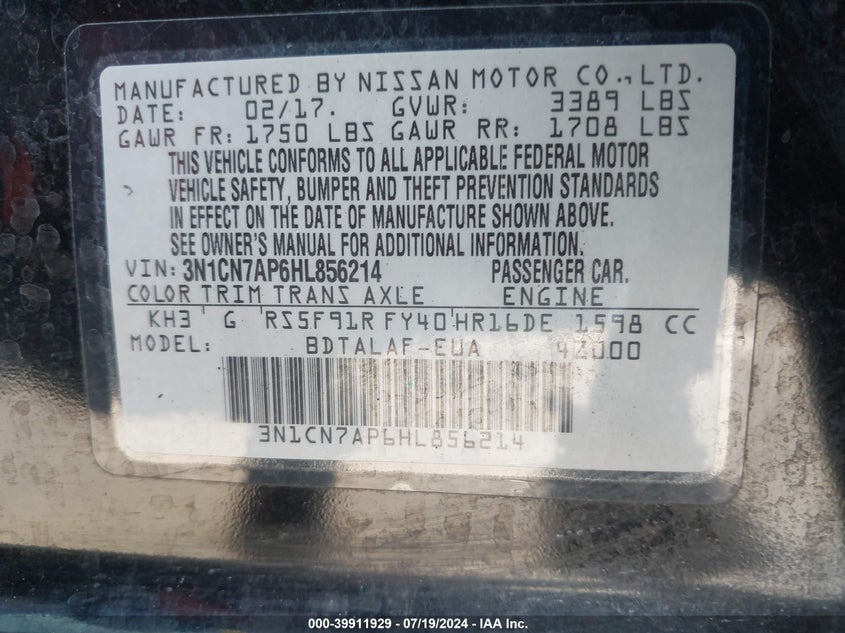 MANUFACTURED BY NISSAN MOTOR CO., LTD.
DATE: 02/17. GVWR: 3389 LBS
GAWR FR: 1750 LBS GAWR RR: 1708 LBS
THIS VEHICLE CONFORMS TO ALL APPLICABLE FEDERAL MOTOR
VEHICLE SAFETY, BUMPER AND THEFT PREVENTION STANDARDS
IN EFFECT ON THE DATE OF MANUFACTURE SHOWN ABOVE.
SEE OWNER'S MANUAL FOR ADDITIONAL INFORMATION.
VIN: 3N1CN7AP6HL856214 PASSENGER CAR.
COLOR TRIM TRANS AXLE ENGINE
KH3 G RS5F91R FY40 HR16DE 1598 CC
MODEL: BDTALAF-EUA 4Z000
3N1CN7AP6HL856214
000-39911929 - 07/19/2024 - IAA Inc.